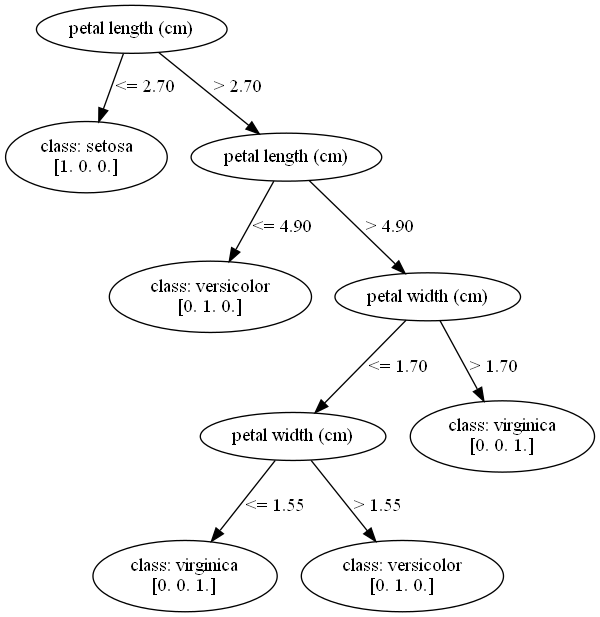 petal length (cm)
<= 2.70
> 2.70
class: setosa
[1. 0. 0.]
petal length (cm)
<= 4.90
> 4.90
class: versicolor
[0. 1. 0.]
petal width (cm)
<= 1.70
> 1.70
petal width (cm)
class: virginica
[0. 0. 1.]
<= 1.55
> 1.55
class: virginica
[0. 0. 1.]
class: versicolor
[0. 1. 0.]